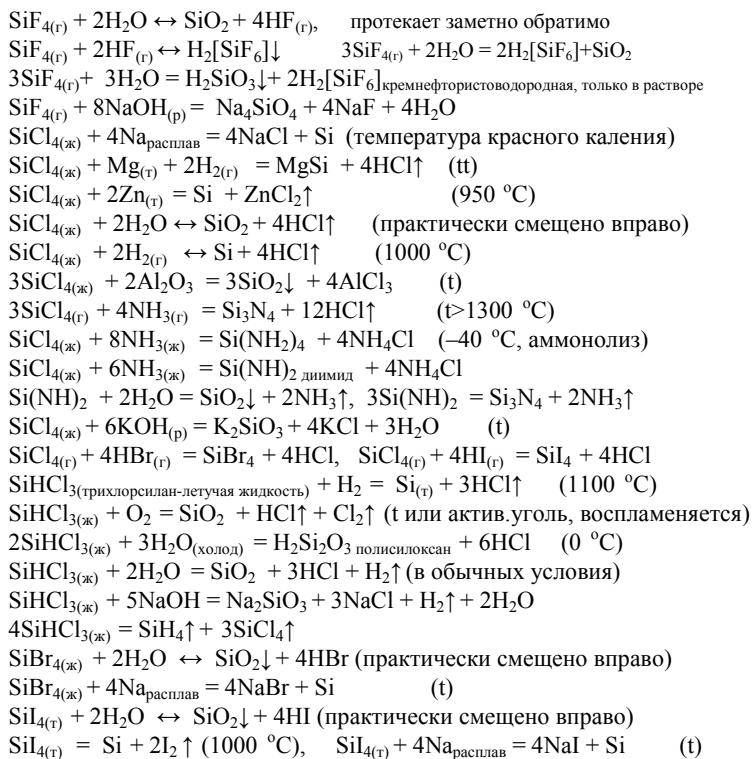 SiF₄₍г₎ + 2H₂O ↔ SiO₂ + 4HF₍г₎, протекает заметно обратимо
SiF₄₍г₎ + 2HF₍г₎ ↔ H₂[SiF₆]↓ 3SiF₄₍г₎ + 2H₂O = 2H₂[SiF₆]+SiO₂
3SiF₄₍г₎+ 3H₂O = H₂SiO₃↓+ 2H₂[SiF₆]кремнефтористоводородная, только в растворе
SiF₄₍г₎ + 8NaOH₍р₎ = Na₄SiO₄ + 4NaF + 4H₂O
SiCl₄₍ж₎ + 4Naрасплав = 4NaCl + Si (температура красного каления)
SiCl₄₍ж₎ + Mg₍т₎ + 2H₂₍г₎ = MgSi + 4HCl↑ (tt)
SiCl₄₍ж₎ + 2Zn₍т₎ = Si + ZnCl₂↑ (950 °C)
SiCl₄₍ж₎ + 2H₂O ↔ SiO₂ + 4HCl↑ (практически смещено вправо)
SiCl₄₍ж₎ + 2H₂₍г₎ ↔ Si + 4HCl↑ (1000 °C)
3SiCl₄₍ж₎ + 2Al₂O₃ = 3SiO₂↓ + 4AlCl₃ (t)
3SiCl₄₍г₎ + 4NH₃₍г₎ = Si₃N₄ + 12HCl↑ (t>1300 °C)
SiCl₄₍ж₎ + 8NH₃₍ж₎ = Si(NH₂)₄ + 4NH₄Cl (–40 °C, аммонолиз)
SiCl₄₍ж₎ + 6NH₃₍ж₎ = Si(NH)₂ диимид + 4NH₄Cl
Si(NH)₂ + 2H₂O = SiO₂↓ + 2NH₃↑, 3Si(NH)₂ = Si₃N₄ + 2NH₃↑
SiCl₄₍ж₎ + 6KOH₍р₎ = K₂SiO₃ + 4KCl + 3H₂O (t)
SiCl₄₍г₎ + 4HBr₍г₎ = SiBr₄ + 4HCl, SiCl₄₍г₎ + 4HI₍г₎ = SiI₄ + 4HCl
SiHCl₃(трихлорсилан-летучая жидкость) + H₂ = Si₍т₎ + 3HCl↑ (1100 °C)
SiHCl₃₍ж₎ + O₂ = SiO₂ + HCl↑ + Cl₂↑ (t или актив.уголь, воспламеняется)
2SiHCl₃₍ж₎ + 3H₂O(холод) = H₂Si₂O₃ полисилоксан + 6HCl (0 °C)
SiHCl₃₍ж₎ + 2H₂O = SiO₂ + 3HCl + H₂↑ (в обычных условия)
SiHCl₃₍ж₎ + 5NaOH = Na₂SiO₃ + 3NaCl + H₂↑ + 2H₂O
4SiHCl₃₍ж₎ = SiH₄↑ + 3SiCl₄↑
SiBr₄₍ж₎ + 2H₂O ↔ SiO₂↓ + 4HBr (практически смещено вправо)
SiBr₄₍ж₎ + 4Naрасплав = 4NaBr + Si (t)
SiI₄₍т₎ + 2H₂O ↔ SiO₂↓ + 4HI (практически смещено вправо)
SiI₄₍т₎ = Si + 2I₂ ↑ (1000 °C), SiI₄₍т₎ + 4Naрасплав = 4NaI + Si (t)